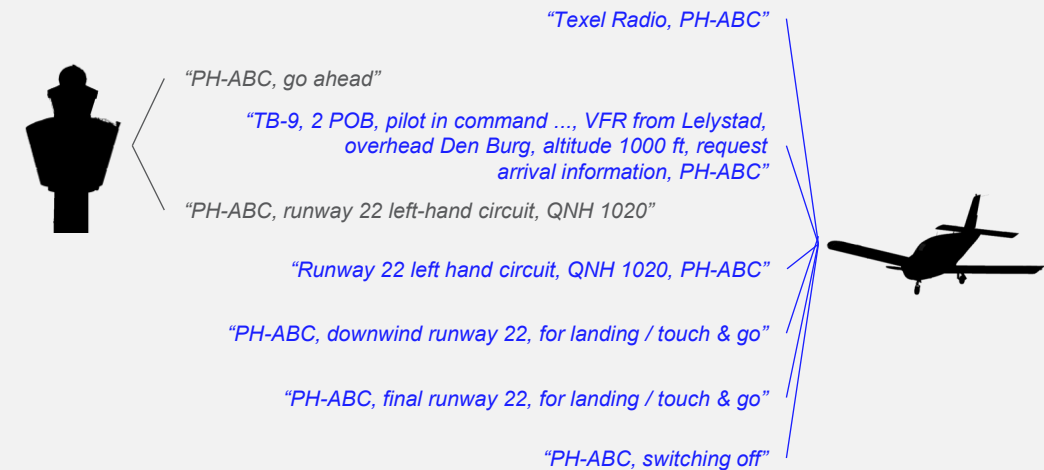 “Texel Radio, PH-ABC”
“PH-ABC, go ahead”
“TB-9, 2 POB, pilot in command ..., VFR from Lelystad,
overhead Den Burg, altitude 1000 ft, request
arrival information, PH-ABC”
“PH-ABC, runway 22 left-hand circuit, QNH 1020”
“Runway 22 left hand circuit, QNH 1020, PH-ABC”
“PH-ABC, downwind runway 22, for landing / touch & go”
“PH-ABC, final runway 22, for landing / touch & go”
“PH-ABC, switching off”